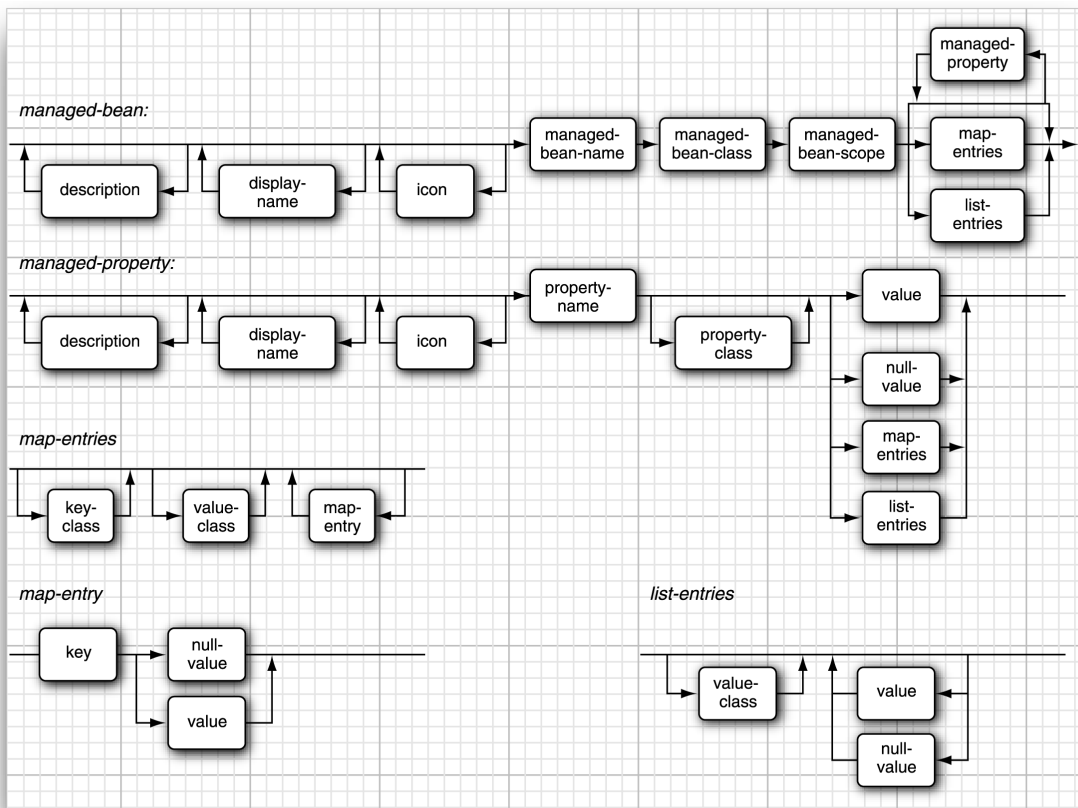 managed-
property
managed-bean:
managed-
bean-name
managed-
bean-class
managed-
bean-scope
map-
entries
description
display-
name
icon
list-
entries
managed-property:
property-
name
value
description
display-
name
icon
property-
class
null-
value
map-entries
map-
entries
key-
class
value-
class
map-
entry
list-
entries
map-entry
list-entries
key
null-
value
value
value-
class
value
null-
value